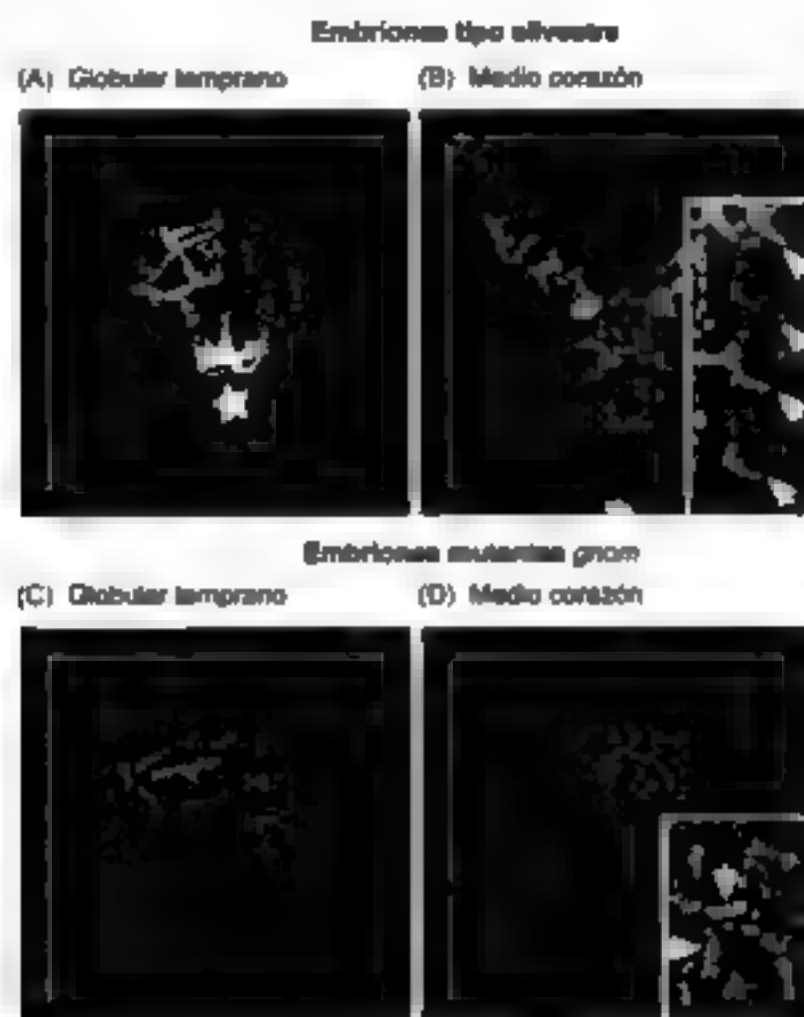 Embriones tipo silvestre
(A) Globular temprano
(B) Medio corazón
Embriones mutantes gnom
(C) Globular temprano
(D) Medio corazón